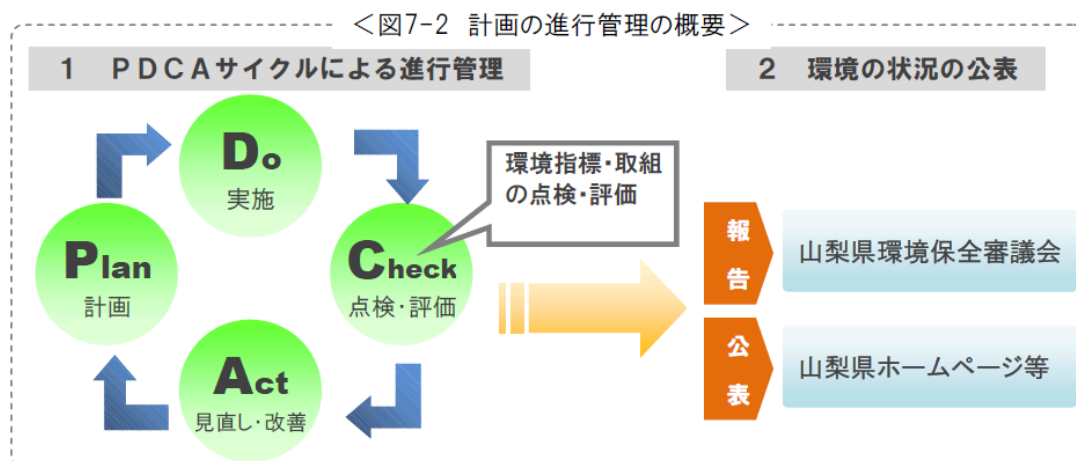 <図7-2 計画の進行管理の概要>
1 PDCAサイクルによる進行管理
2 環境の状況の公表
Do
実施
環境指標・取組
の点検・評価
Plan
計画
Check
点検・評価
Act
見直し・改善
報告
山梨県環境保全審議会
公表
山梨県ホームページ等